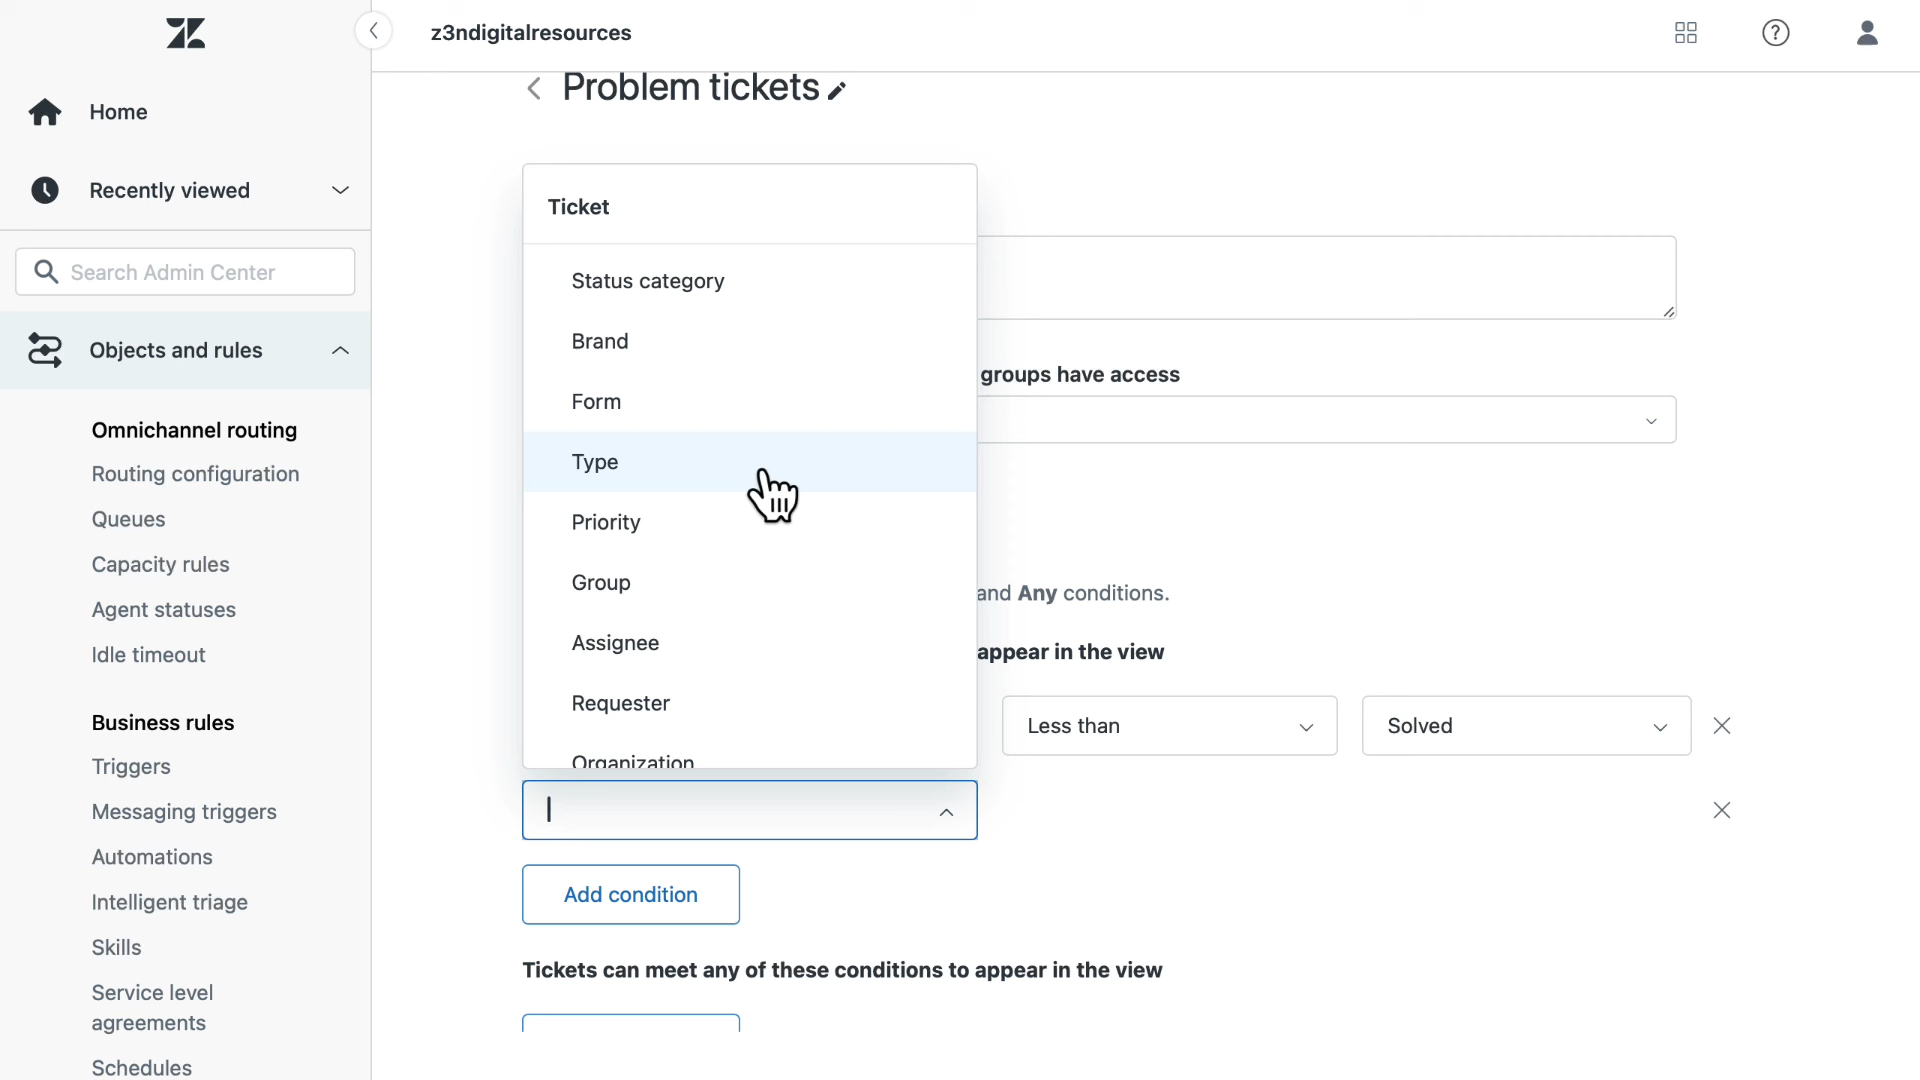 z3ndigitalresources
Home
Recently viewed
Search Admin Center
Objects and rules
Omnichannel routing
Routing configuration
Queues
Capacity rules
Agent statuses
Idle timeout
Business rules
Triggers
Messaging triggers
Automations
Intelligent triage
Skills
Service level
agreements
Schedules
Problem tickets
Ticket
Status category
Brand
Form
Type
Priority
Group
Assignee
Requester
Organization
groups have access
and Any conditions.
appear in the view
Less than
Solved
Add condition
Tickets can meet any of these conditions to appear in the view